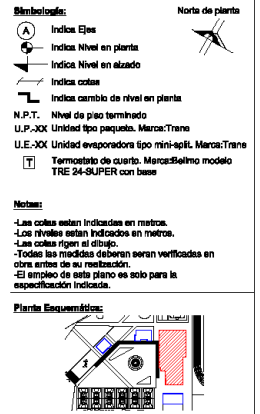 Simbología:
Norte de planta
A Indica Ejes
Indica Nivel en planta
Indica Nivel en alzado
Indica cotas
Indica cambio de nivel en planta
N.P.T. Nivel de piso terminado
U.P.-XX Unidad tipo paquete. Marca:Trane
U.E.-XX Unidad evaporadora tipo mini-split. Marca:Trane
T Termostato de cuarto. Marca:Belimo modelo
TRE 24-SUPER con base
Notas:
-Las cotas estan indicadas en metros.
-Los niveles estan indicados en metros.
-Las cotas rigen al dibujo.
-Todas las medidas deberan seran verificadas en
obra antes de su realización.
-El empleo de este plano es solo para la
especificación indicada.
Planta Esquemática: